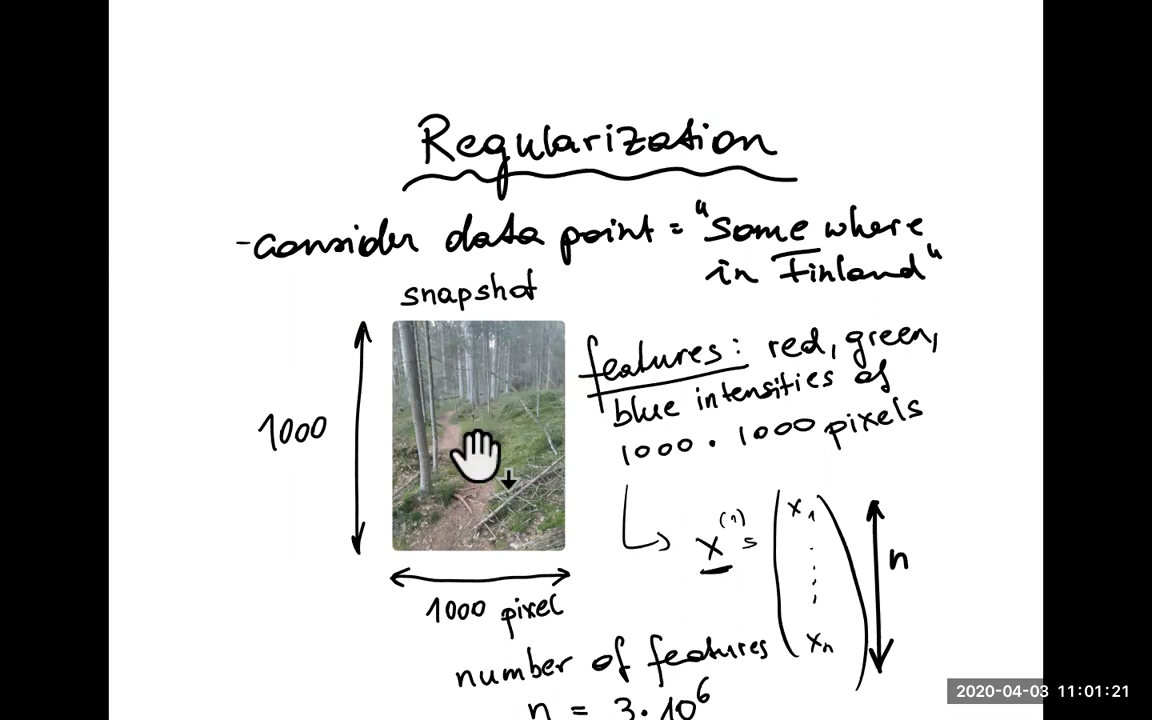 Regularization
- consider data point = "Some where
in Finland"
snapshot
features: red, green,
blue intensities of
1000 · 1000 pixels
1000
x^(1) = ( x1
⋮
xn ) n
1000 pixel
number of features
n = 3·10^6
2020-04-03 11:01:21